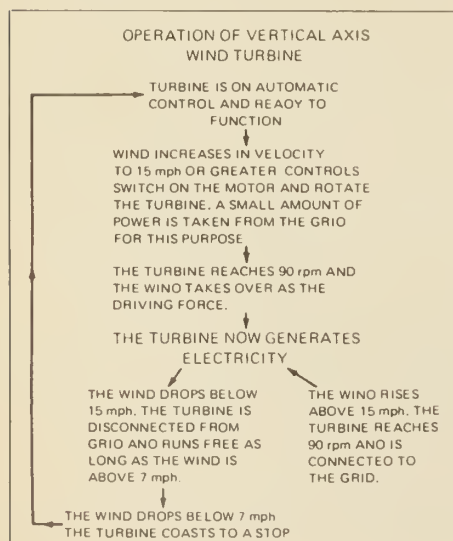 OPERATION OF VERTICAL AXIS
WIND TURBINE
TURBINE IS ON AUTOMATIC
CONTROL AND READY TO
FUNCTION
WIND INCREASES IN VELOCITY
TO 15 mph OR GREATER CONTROLS
SWITCH ON THE MOTOR AND ROTATE
THE TURBINE. A SMALL AMOUNT OF
POWER IS TAKEN FROM THE GRIO
FOR THIS PURPOSE
THE TURBINE REACHES 90 rpm AND
THE WINO TAKES OVER AS THE
DRIVING FORCE.
THE TURBINE NOW GENERATES
ELECTRICITY
THE WIND DROPS BELOW
15 mph. THE TURBINE IS
DISCONNECTED FROM
GRIO AND RUNS FREE AS
LONG AS THE WIND IS
ABOVE 7 mph.
THE WINO RISES
ABOVE 15 mph. THE
TURBINE REACHES
90 rpm ANO IS
CONNECTED TO
THE GRID.
THE WIND DROPS BELOW 7 mph
THE TURBINE COASTS TO A STOP